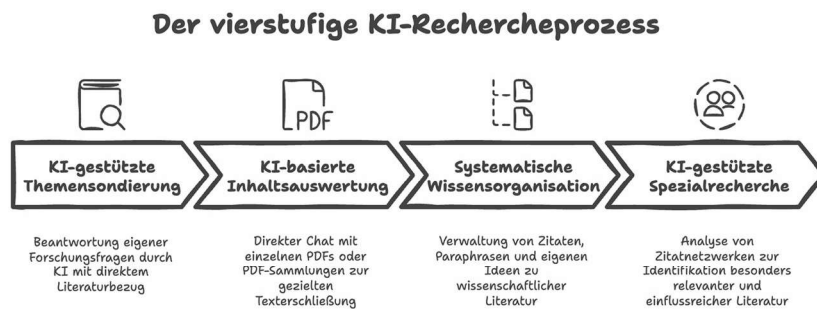 Der vierstufige KI-Rechercheprozess
PDF
KI-gestützte
Themensondierung
KI-basierte
Inhaltsauswertung
Systematische
Wissensorganisation
KI-gestützte
Spezialrecherche
Beantwortung eigener
Forschungsfragen durch
KI mit direktem
Literaturbezug
Direkter Chat mit
einzelnen PDFs oder
PDF-Sammlungen zur
gezielten
Texterschließung
Verwaltung von Zitaten,
Paraphrasen und eigenen
Ideen zu
wissenschaftlicher
Literatur
Analyse von
Zitatnetzwerken zur
Identifikation besonders
relevanter und
einflussreicher Literatur